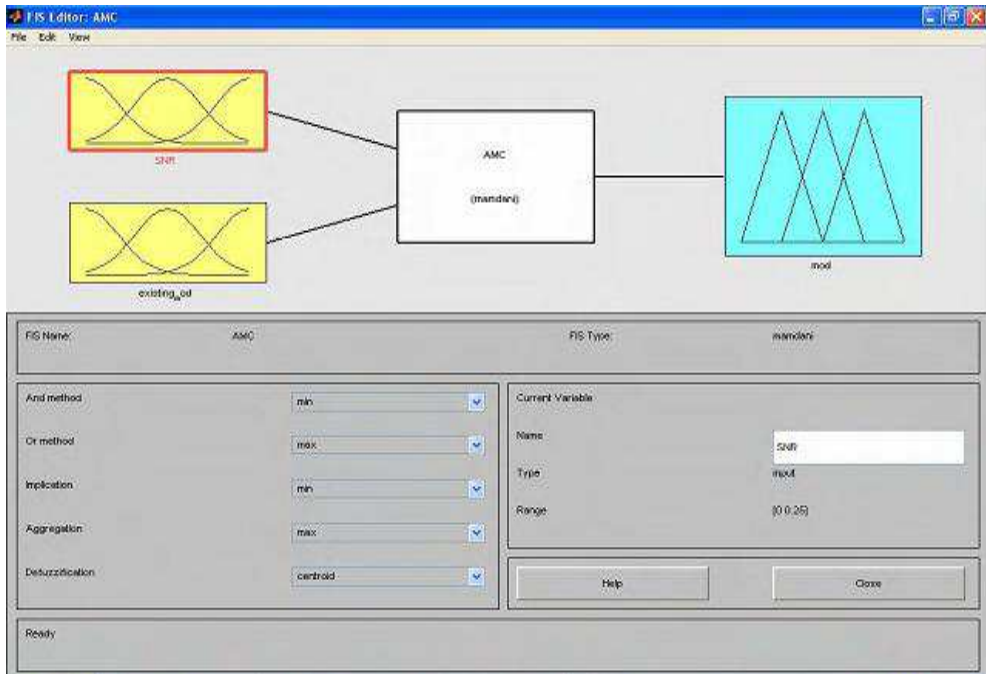 FIS Editor: AMC
File Edit View
SNR
AMC
(mamdani)
existing_mod
mod
FIS Name: AMC FIS Type: mamdani
And method min
Or method max
Implication min
Aggregation max
Defuzzification centroid
Current Variable
Name SNR
Type input
Range [0 0.25]
Help Close
Ready